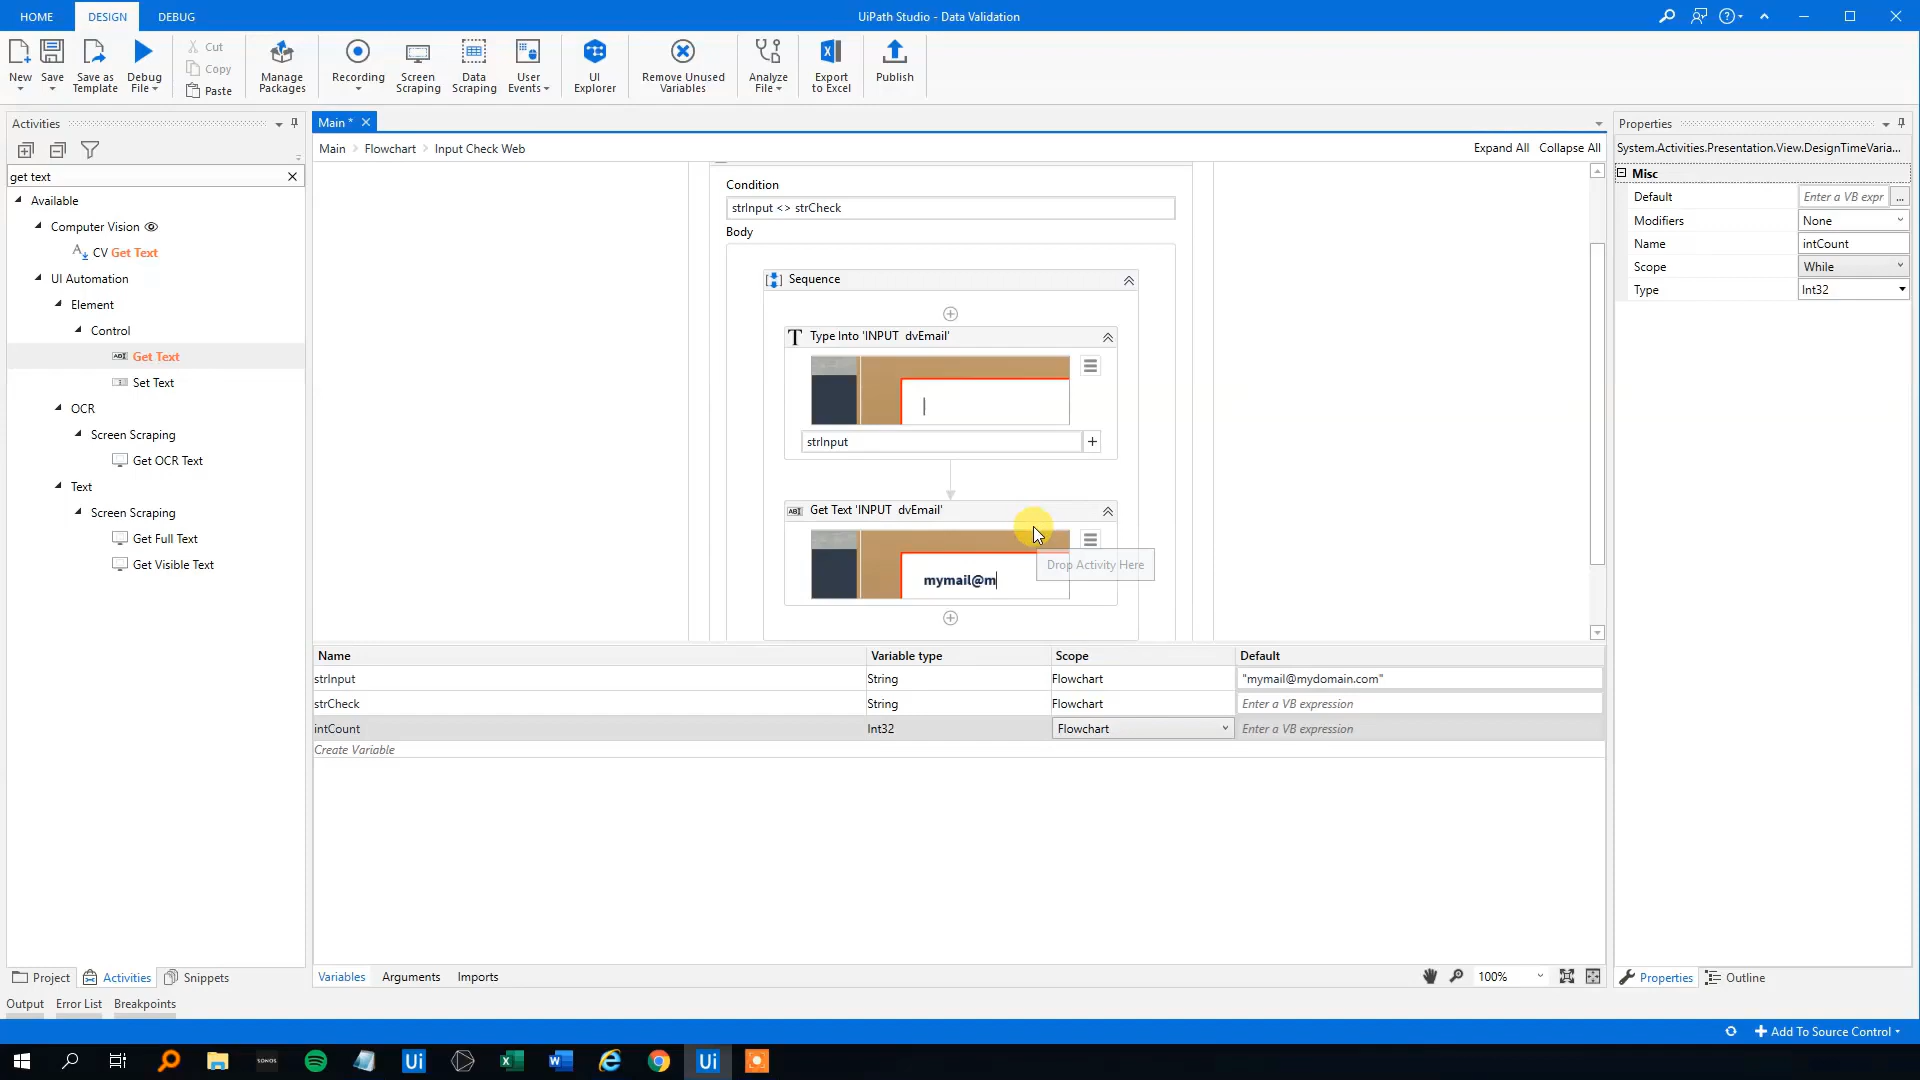 HOME
DESIGN
DEBUG
UiPath Studio - Data Validation
New
Save
Save as Template
Debug File
Cut
Copy
Paste
Manage Packages
Recording
Screen Scraping
Data Scraping
User Events
UI Explorer
Remove Unused Variables
Analyze File
Export to Excel
Publish
Activities
get text
Available
Computer Vision
CV Get Text
UI Automation
Element
Control
Get Text
Set Text
OCR
Screen Scraping
Get OCR Text
Text
Screen Scraping
Get Full Text
Get Visible Text
Project
Activities
Snippets
Main *
Main > Flowchart > Input Check Web
Expand All
Collapse All
Condition
strInput <> strCheck
Body
Sequence
Type Into 'INPUT dvEmail'
strInput
Get Text 'INPUT dvEmail'
mymail@m
Drop Activity Here
Name Variable type Scope Default
strInput String Flowchart "mymail@mydomain.com"
strCheck String Flowchart Enter a VB expression
intCount Int32 Flowchart Enter a VB expression
Create Variable
Variables
Arguments
Imports
100%
Properties
System.Activities.Presentation.View.DesignTimeVaria...
Misc
Default Enter a VB expr ...
Modifiers None
Name intCount
Scope While
Type Int32
Properties
Outline
Output
Error List
Breakpoints
Add To Source Control
SONOS
Ui
Ui